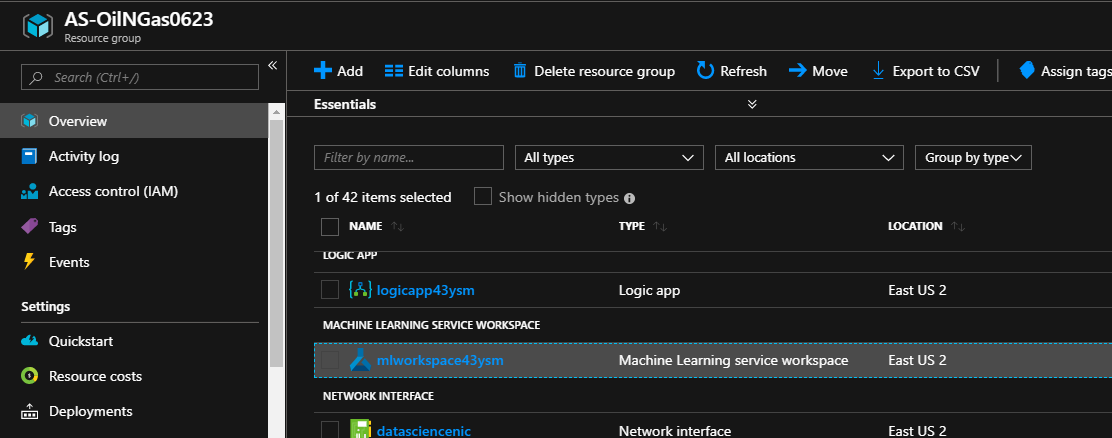 AS-OilNGas0623
Resource group
Search (Ctrl+/)
Overview
Activity log
Access control (IAM)
Tags
Events
Settings
Quickstart
Resource costs
Deployments
Add Edit columns Delete resource group Refresh Move Export to CSV Assign tags
Essentials
Filter by name... All types All locations Group by type
1 of 42 items selected Show hidden types
NAME TYPE LOCATION
LOGIC APP
logicapp43ysm Logic app East US 2
MACHINE LEARNING SERVICE WORKSPACE
mlworkspace43ysm Machine Learning service workspace East US 2
NETWORK INTERFACE
datasciencenic Network interface East US 2